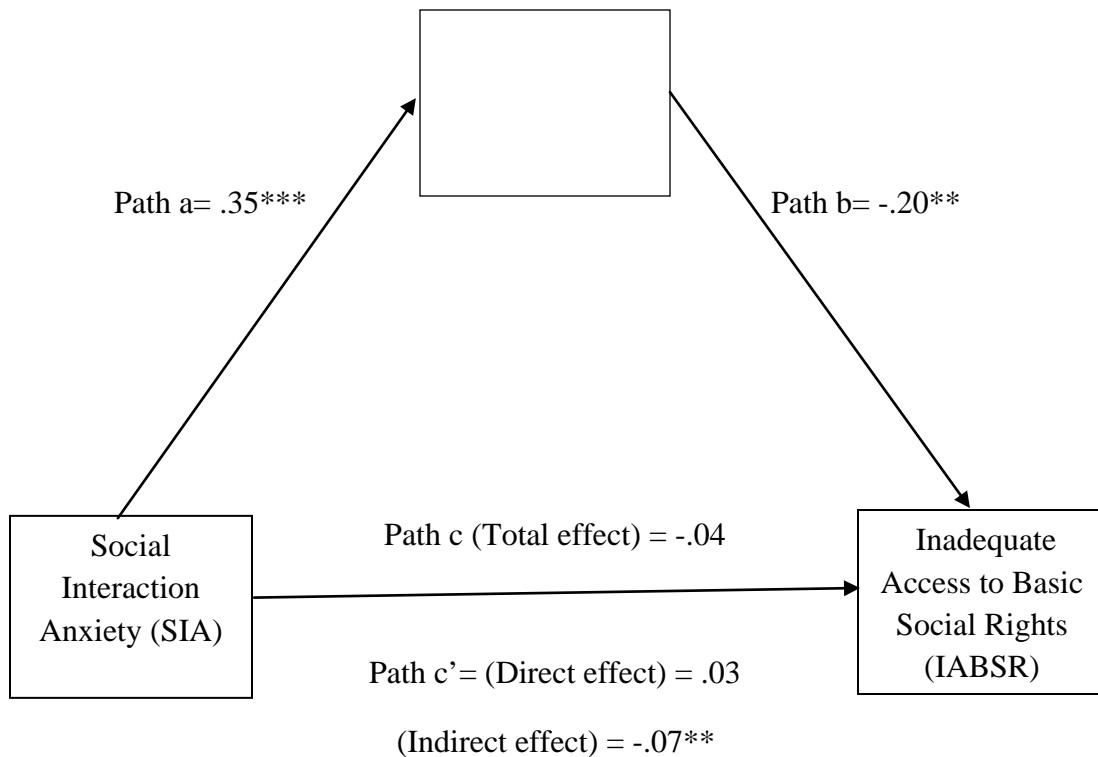 Path a= .35***
Path b= -.20**
Social
Interaction
Anxiety (SIA)
Path c (Total effect) = -.04
Inadequate
Access to Basic
Social Rights
(IABSR)
Path c’= (Direct effect) = .03
(Indirect effect) = -.07**